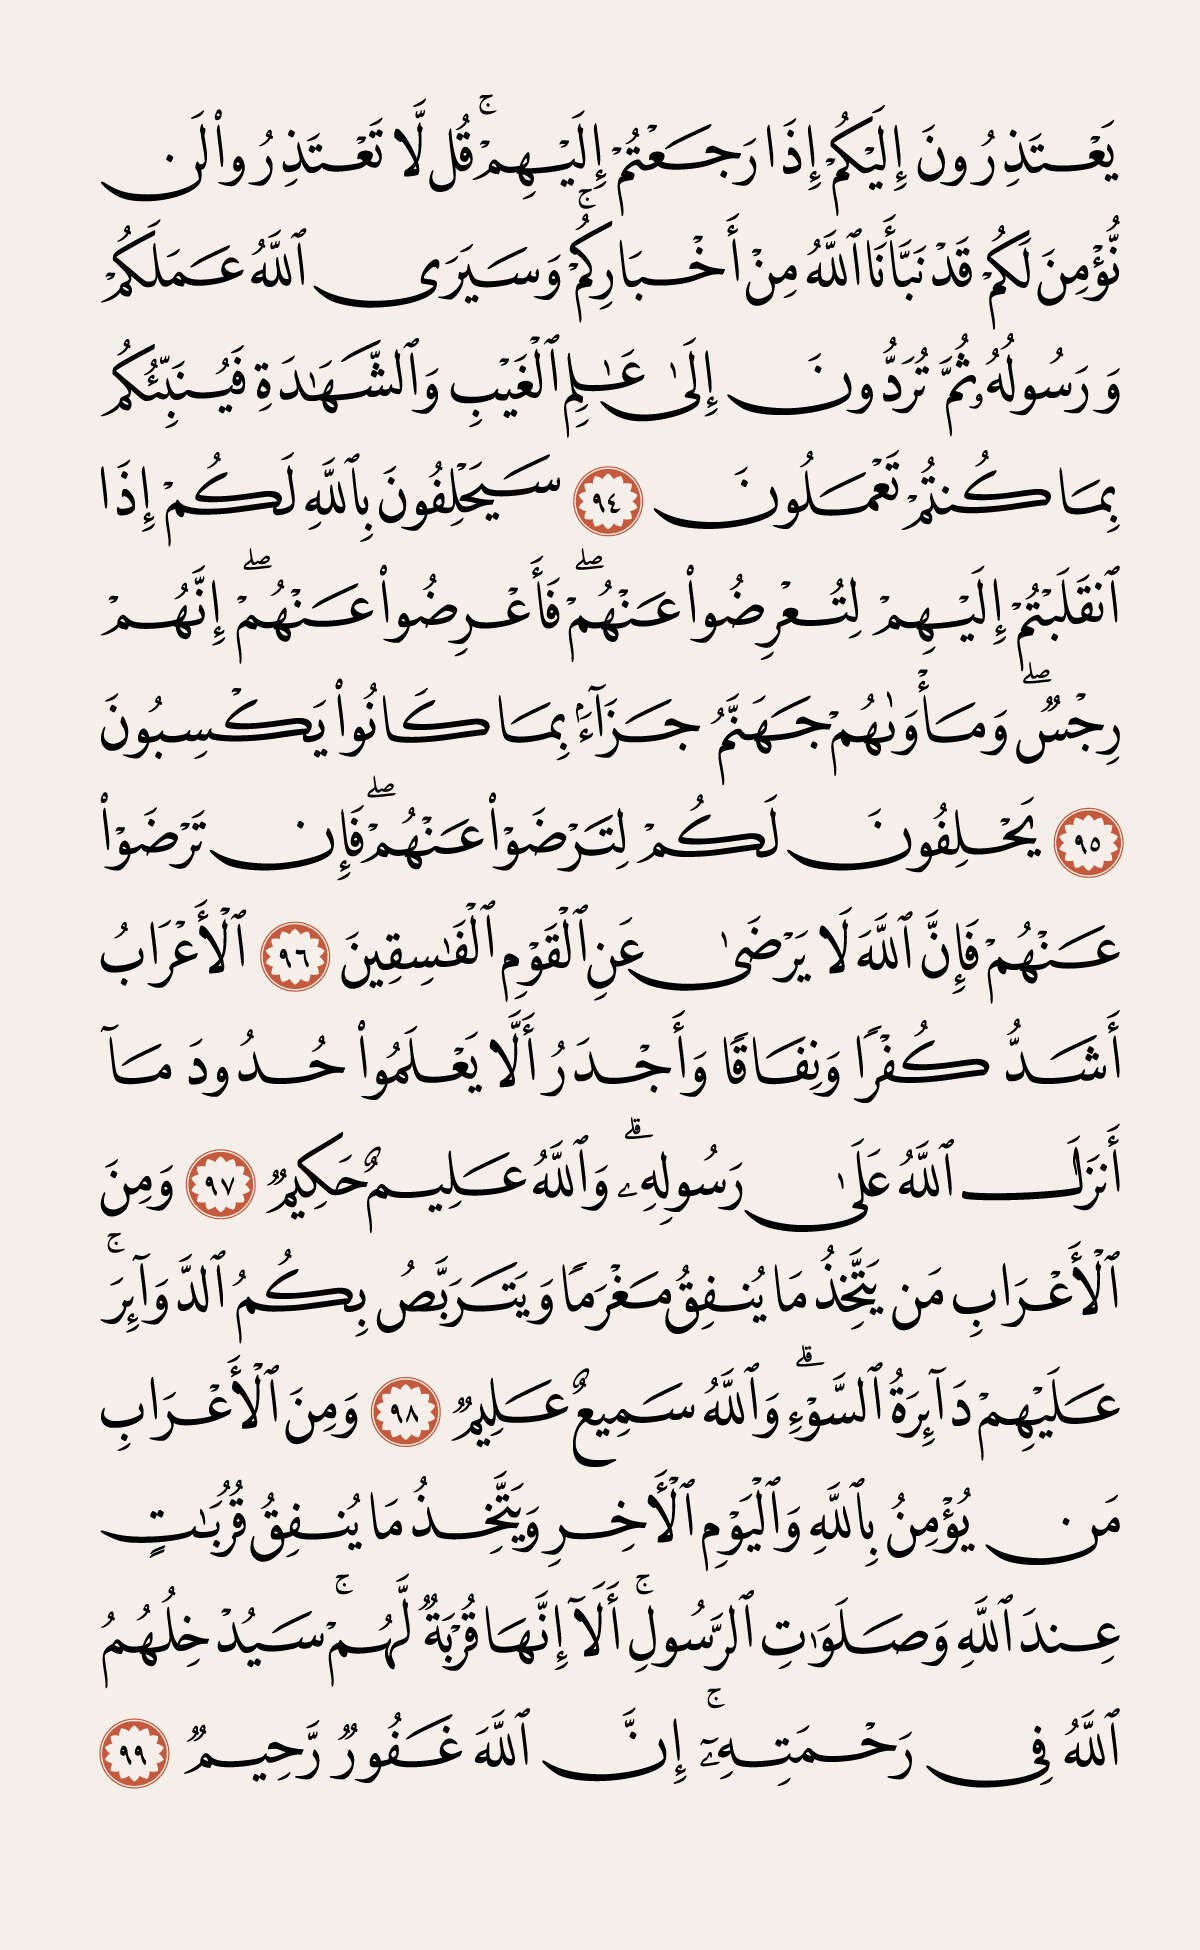 يَعْتَذِرُونَ إِلَيْكُمْ إِذَا رَجَعْتُمْ إِلَيْهِمْ ۚ قُل لَّا تَعْتَذِرُوا۟ لَن
نُّؤْمِنَ لَكُمْ قَدْ نَبَّأَنَا ٱللَّهُ مِنْ أَخْبَارِكُمْ ۚ وَسَيَرَى ٱللَّهُ عَمَلَكُمْ
وَرَسُولُهُۥ ثُمَّ تُرَدُّونَ إِلَىٰ عَـٰلِمِ ٱلْغَيْبِ وَٱلشَّهَـٰدَةِ فَيُنَبِّئُكُم
بِمَا كُنتُمْ تَعْمَلُونَ ٩٤ سَيَحْلِفُونَ بِٱللَّهِ لَكُمْ إِذَا
ٱنقَلَبْتُمْ إِلَيْهِمْ لِتُعْرِضُوا۟ عَنْهُمْ ۖ فَأَعْرِضُوا۟ عَنْهُمْ ۖ إِنَّهُمْ
رِجْسٌ ۖ وَمَأْوَىٰهُمْ جَهَنَّمُ جَزَآءًۢ بِمَا كَانُوا۟ يَكْسِبُونَ
٩٥ يَحْلِفُونَ لَكُمْ لِتَرْضَوْا۟ عَنْهُمْ ۖ فَإِن تَرْضَوْا۟
عَنْهُمْ فَإِنَّ ٱللَّهَ لَا يَرْضَىٰ عَنِ ٱلْقَوْمِ ٱلْفَـٰسِقِينَ ٩٦ ٱلْأَعْرَابُ
أَشَدُّ كُفْرًا وَنِفَاقًا وَأَجْدَرُ أَلَّا يَعْلَمُوا۟ حُدُودَ مَآ
أَنزَلَ ٱللَّهُ عَلَىٰ رَسُولِهِۦ ۗ وَٱللَّهُ عَلِيمٌ حَكِيمٌ ٩٧ وَمِنَ
ٱلْأَعْرَابِ مَن يَتَّخِذُ مَا يُنفِقُ مَغْرَمًا وَيَتَرَبَّصُ بِكُمُ ٱلدَّوَآئِرَ ۚ
عَلَيْهِمْ دَآئِرَةُ ٱلسَّوْءِ ۗ وَٱللَّهُ سَمِيعٌ عَلِيمٌ ٩٨ وَمِنَ ٱلْأَعْرَابِ
مَن يُؤْمِنُ بِٱللَّهِ وَٱلْيَوْمِ ٱلْـَٔاخِرِ وَيَتَّخِذُ مَا يُنفِقُ قُرُبَـٰتٍ
عِندَ ٱللَّهِ وَصَلَوَٰتِ ٱلرَّسُولِ ۚ أَلَآ إِنَّهَا قُرْبَةٌ لَّهُمْ ۚ سَيُدْخِلُهُمُ
ٱللَّهُ فِى رَحْمَتِهِۦٓ ۚ إِنَّ ٱللَّهَ غَفُورٌ رَّحِيمٌ ٩٩